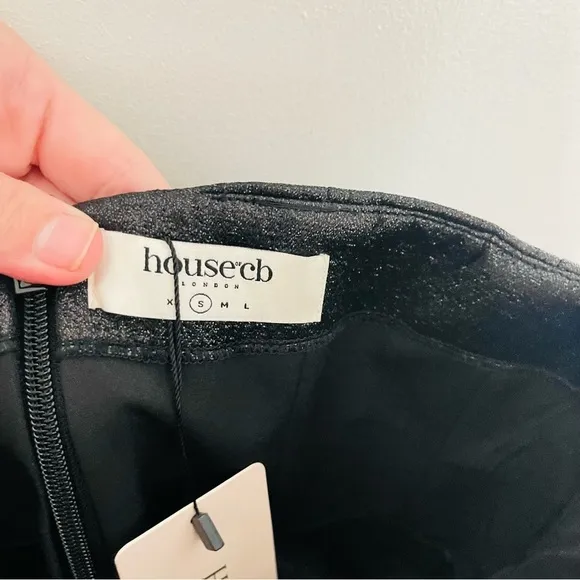 house of cb
LONDON
X S M L